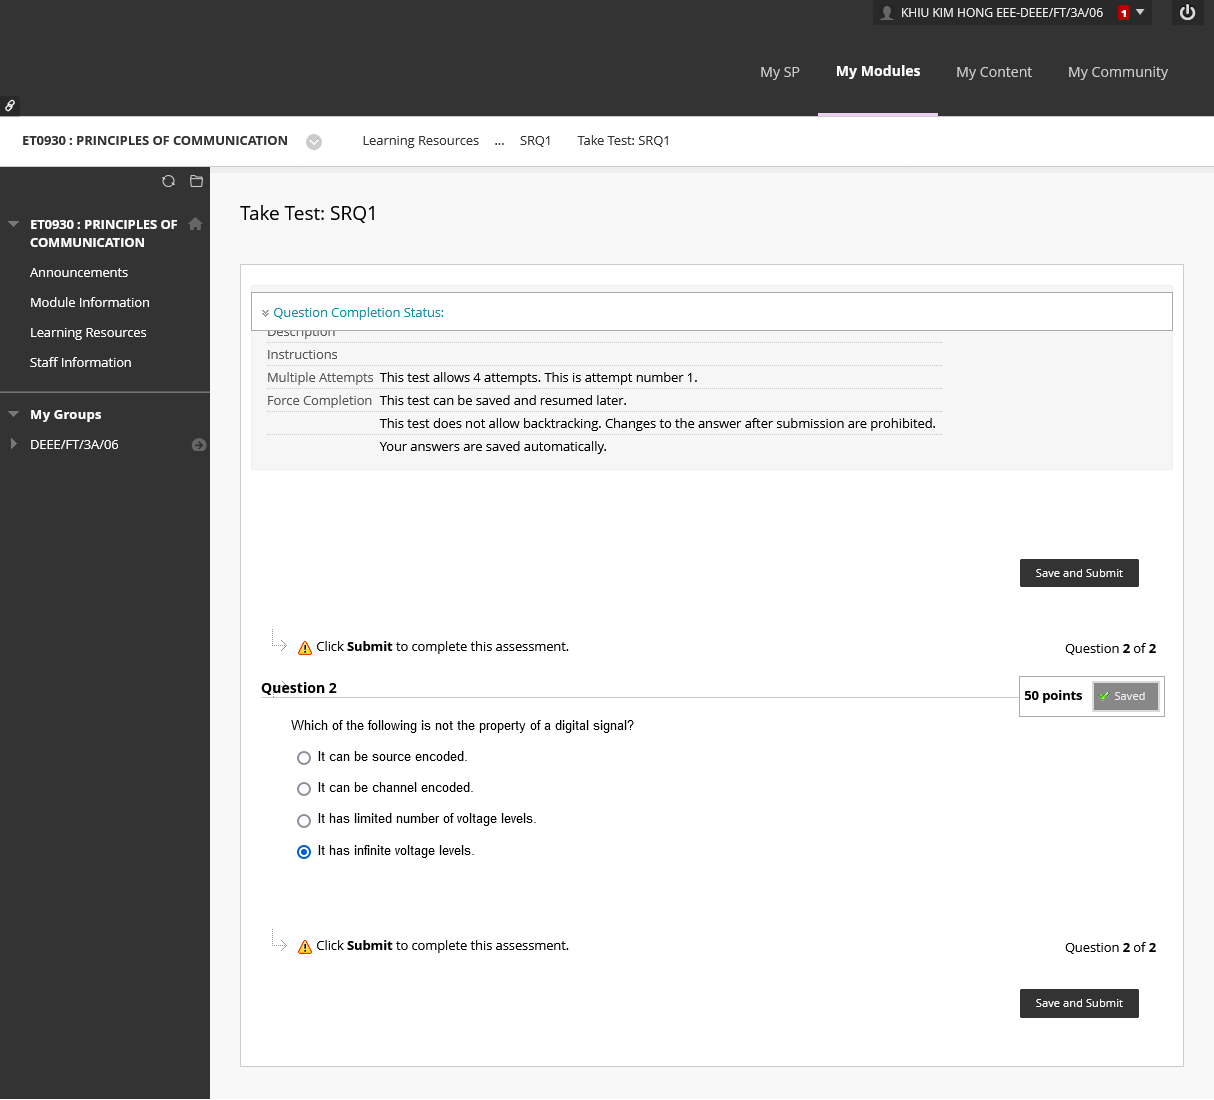 KHIU KIM HONG EEE-DEEE/FT/3A/06 1
My SP My Modules My Content My Community
ET0930 : PRINCIPLES OF COMMUNICATION Learning Resources ... SRQ1 Take Test: SRQ1
ET0930 : PRINCIPLES OF
COMMUNICATION
Announcements
Module Information
Learning Resources
Staff Information
My Groups
DEEE/FT/3A/06
Take Test: SRQ1
Question Completion Status:
Description
Instructions
Multiple Attempts This test allows 4 attempts. This is attempt number 1.
Force Completion This test can be saved and resumed later.
This test does not allow backtracking. Changes to the answer after submission are prohibited.
Your answers are saved automatically.
Save and Submit
Click Submit to complete this assessment. Question 2 of 2
Question 2 50 points Saved
Which of the following is not the property of a digital signal?
It can be source encoded.
It can be channel encoded.
It has limited number of voltage levels.
It has infinite voltage levels.
Click Submit to complete this assessment. Question 2 of 2
Save and Submit